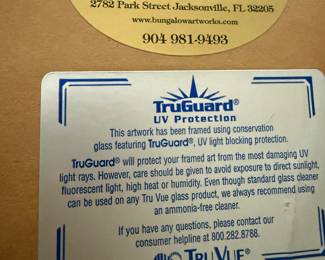 2782 Park Street Jacksonville, FL 32205
www.bungalowartworks.com
904 981-9493
TruGuard®
UV Protection
This artwork has been framed using conservation
glass featuring TruGuard®, UV light blocking protection.
TruGuard® will protect your framed art from the most damaging UV
light rays. However, care should be given to avoid exposure to direct sunlight,
fluorescent light, high heat or humidity. Even though standard glass cleaner
can be used on any Tru Vue glass product, we always recommend using
an ammonia-free cleaner.
If you have any questions, please contact our
consumer helpline at 800.282.8788.
TRU VUE®